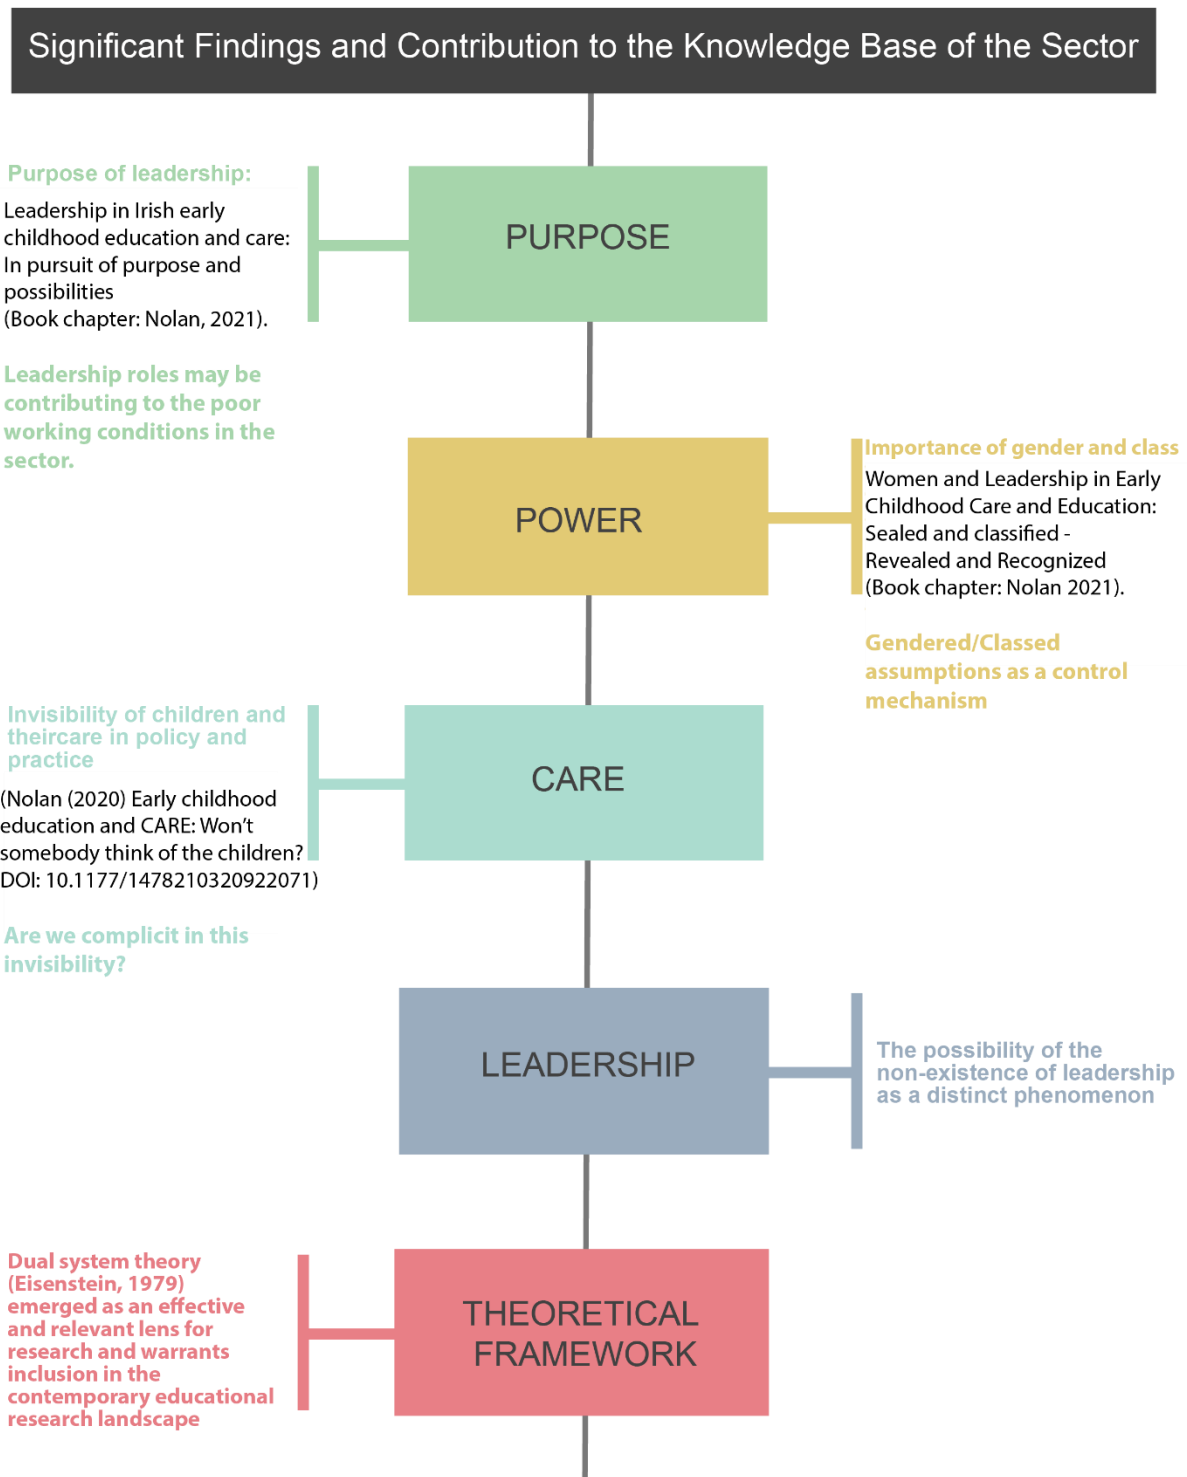 Significant Findings and Contribution to the Knowledge Base of the Sector
Purpose of leadership:
Leadership in Irish early
childhood education and care:
In pursuit of purpose and
possibilities
(Book chapter: Nolan, 2021).
Leadership roles may be
contributing to the poor
working conditions in the
sector.
PURPOSE
POWER
Importance of gender and class
Women and Leadership in Early
Childhood Care and Education:
Sealed and classified -
Revealed and Recognized
(Book chapter: Nolan 2021).
Gendered/Classed
assumptions as a control
mechanism
Invisibility of children and
theircare in policy and
practice
(Nolan (2020) Early childhood
education and CARE: Won’t
somebody think of the children?
DOI: 10.1177/1478210320922071)
Are we complicit in this
invisibility?
CARE
LEADERSHIP
The possibility of the
non-existence of leadership
as a distinct phenomenon
Dual system theory
(Eisenstein, 1979)
emerged as an effective
and relevant lens for
research and warrants
inclusion in the
contemporary educational
research landscape
THEORETICAL
FRAMEWORK